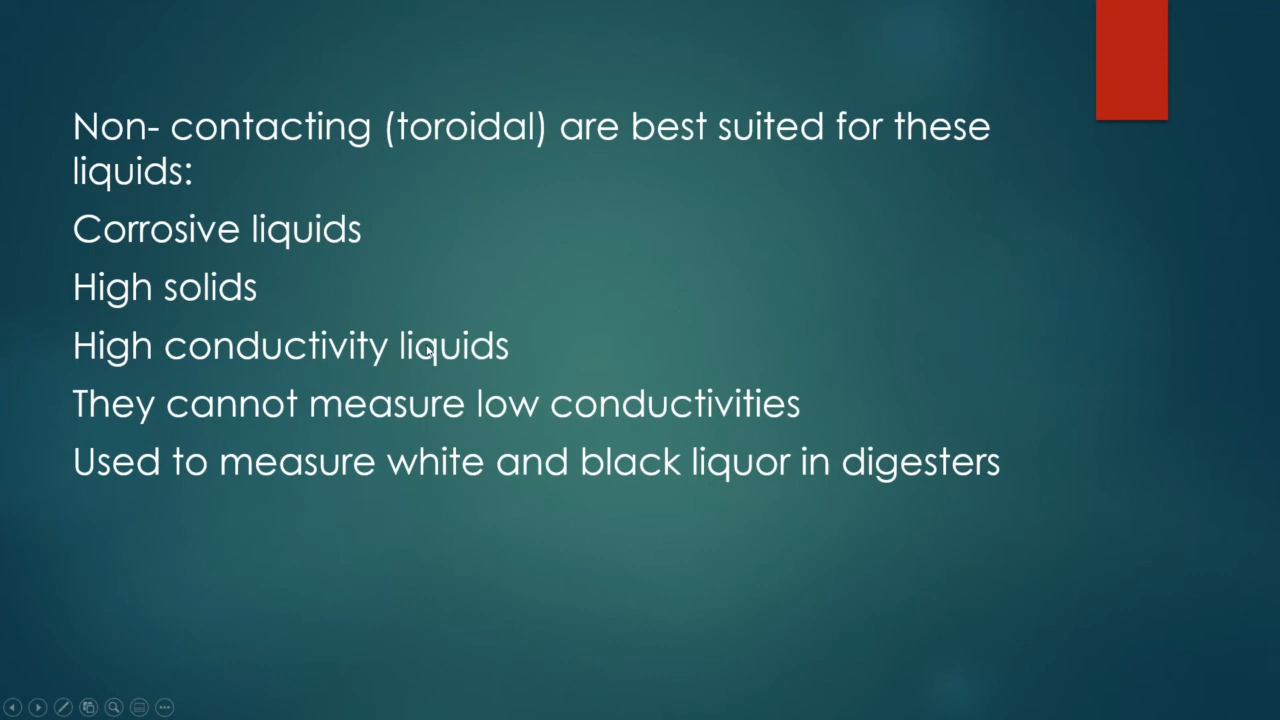 Non- contacting (toroidal) are best suited for these
liquids:
Corrosive liquids
High solids
High conductivity liquids
They cannot measure low conductivities
Used to measure white and black liquor in digesters